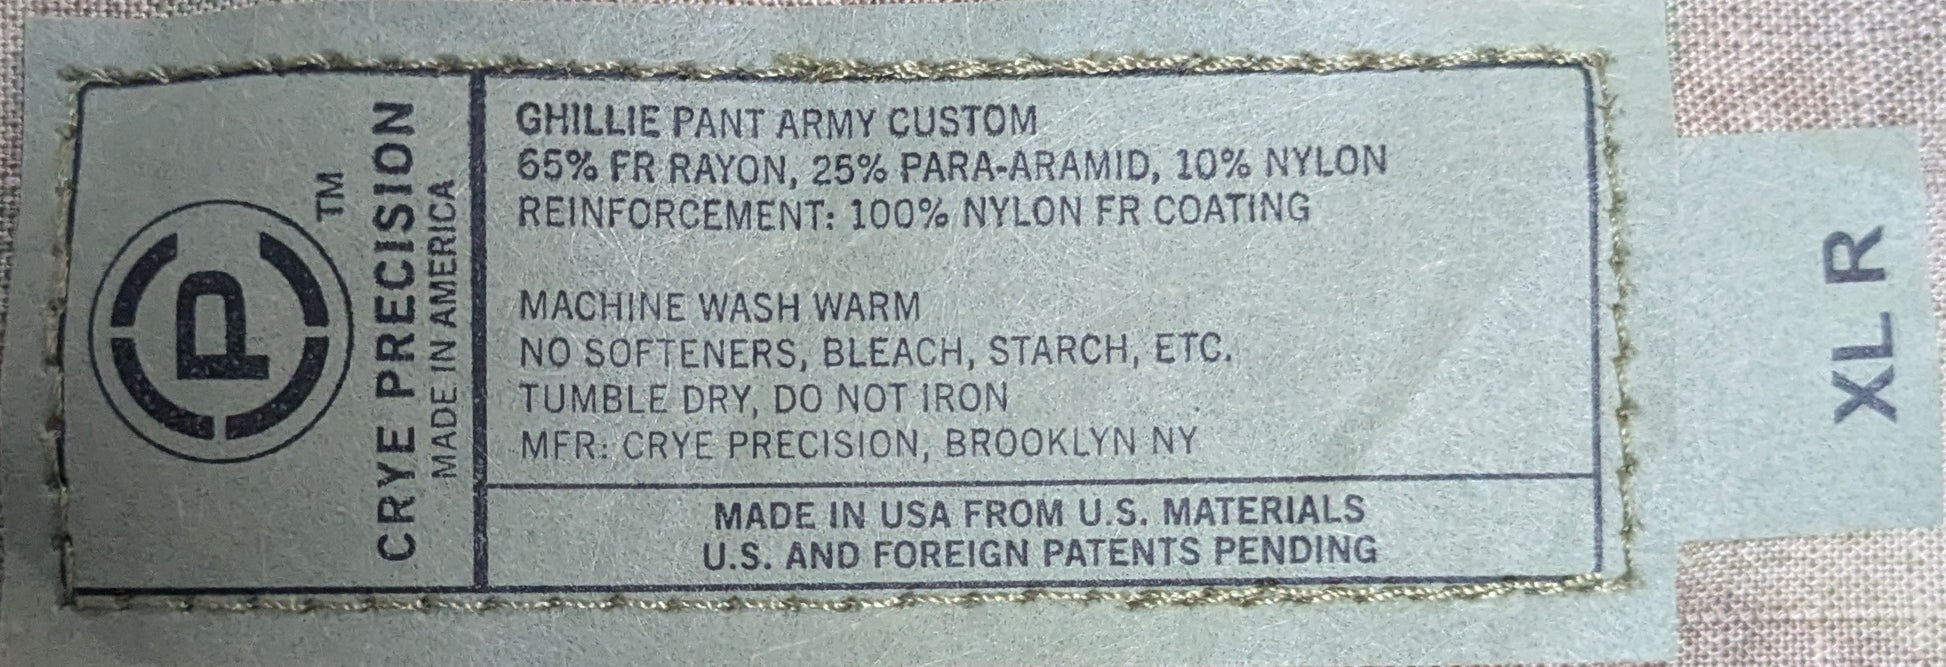 CP
TM
CRYE PRECISION
MADE IN AMERICA
GHILLIE PANT ARMY CUSTOM
65% FR RAYON, 25% PARA-ARAMID, 10% NYLON
REINFORCEMENT: 100% NYLON FR COATING
MACHINE WASH WARM
NO SOFTENERS, BLEACH, STARCH, ETC.
TUMBLE DRY, DO NOT IRON
MFR: CRYE PRECISION, BROOKLYN NY
MADE IN USA FROM U.S. MATERIALS
U.S. AND FOREIGN PATENTS PENDING
XL R